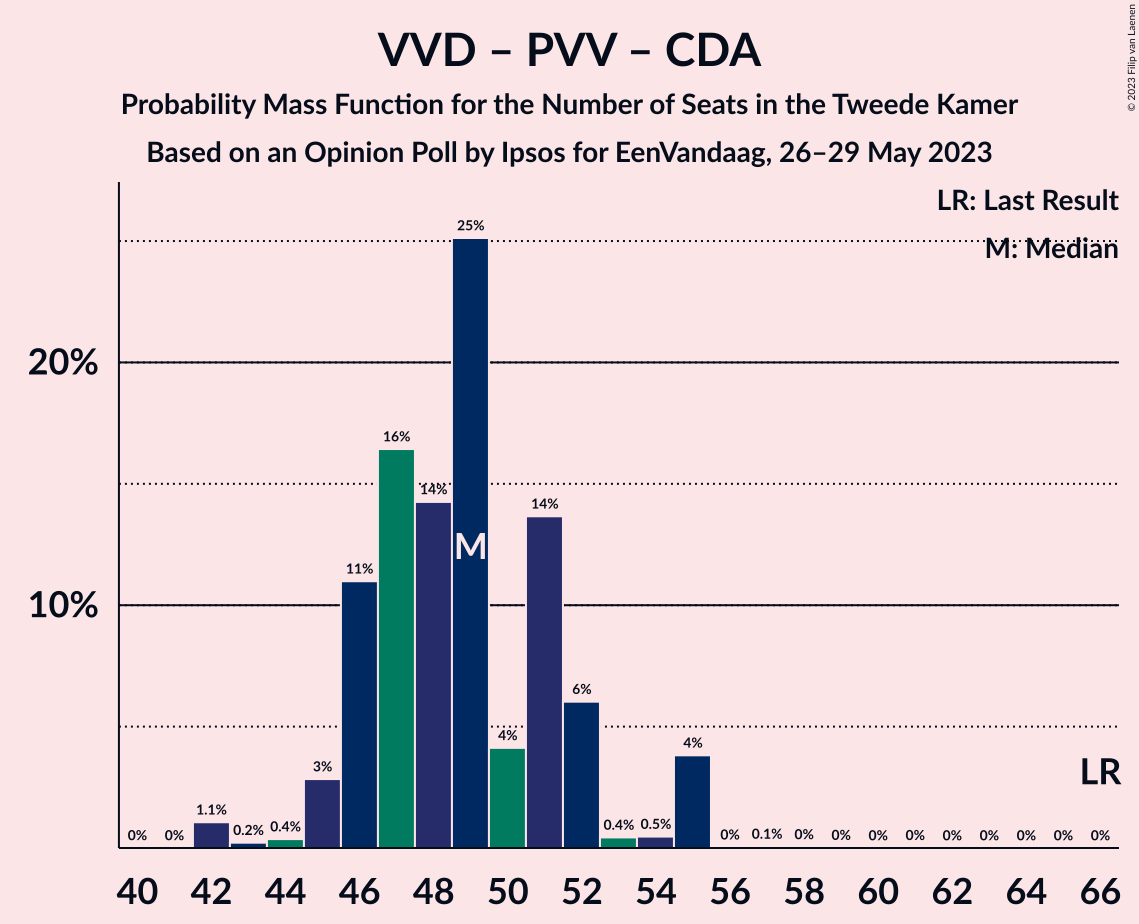 VVD – PVV – CDA
Probability Mass Function for the Number of Seats in the Tweede Kamer
Based on an Opinion Poll by Ipsos for EenVandaag, 26–29 May 2023
© 2023 Filip van Laenen
LR: Last Result
M: Median
20%
10%
0% 0% 1.1% 0.2% 0.4% 3% 11% 16% 14% 25% 4% 14% 6% 0.4% 0.5% 4% 0% 0.1% 0% 0% 0% 0% 0% 0% 0% 0% 0%
M
LR
40 42 44 46 48 50 52 54 56 58 60 62 64 66